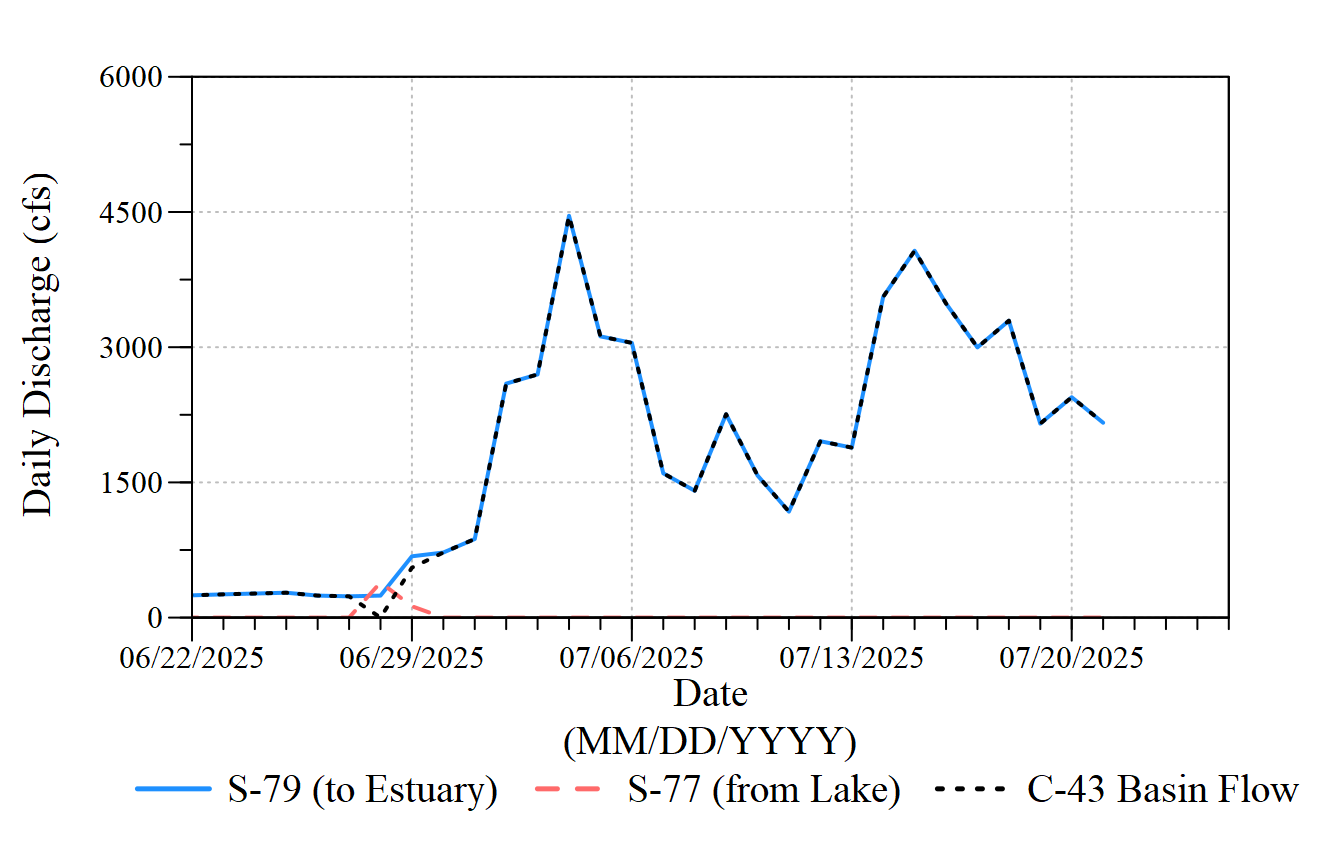 6000
4500
3000
1500
0
Daily Discharge (cfs)
06/22/2025 06/29/2025 07/06/2025 07/13/2025 07/20/2025
Date
(MM/DD/YYYY)
S-79 (to Estuary) S-77 (from Lake) C-43 Basin Flow